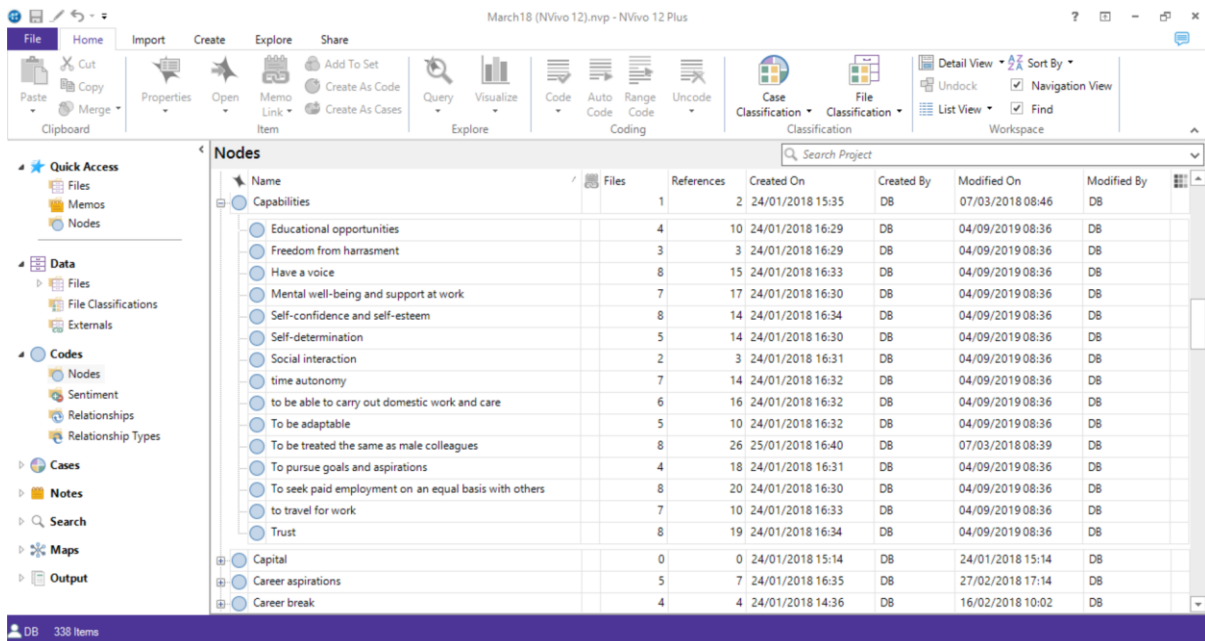 March18 (NVivo 12).nvp - NVivo 12 Plus
File Home Import Create Explore Share
Paste Cut Copy Merge Clipboard
Properties Open Memo Link Add To Set Create As Code Create As Cases Item
Query Visualize Explore
Code Auto Code Range Code Uncode Coding
Case Classification File Classification Classification
Detail View Sort By Undock Navigation View List View Find Workspace
Quick Access
Files
Memos
Nodes
Data
Files
File Classifications
Externals
Codes
Nodes
Sentiment
Relationships
Relationship Types
Cases
Notes
Search
Maps
Output
Nodes Search Project
Name Files References Created On Created By Modified On Modified By
Capabilities 1 2 24/01/2018 15:35 DB 07/03/2018 08:46 DB
Educational opportunities 4 10 24/01/2018 16:29 DB 04/09/2019 08:36 DB
Freedom from harrasment 3 3 24/01/2018 16:29 DB 04/09/2019 08:36 DB
Have a voice 8 15 24/01/2018 16:33 DB 04/09/2019 08:36 DB
Mental well-being and support at work 7 17 24/01/2018 16:30 DB 04/09/2019 08:36 DB
Self-confidence and self-esteem 8 14 24/01/2018 16:34 DB 04/09/2019 08:36 DB
Self-determination 5 14 24/01/2018 16:30 DB 04/09/2019 08:36 DB
Social interaction 2 3 24/01/2018 16:31 DB 04/09/2019 08:36 DB
time autonomy 7 14 24/01/2018 16:32 DB 04/09/2019 08:36 DB
to be able to carry out domestic work and care 6 16 24/01/2018 16:32 DB 04/09/2019 08:36 DB
To be adaptable 5 10 24/01/2018 16:32 DB 04/09/2019 08:36 DB
To be treated the same as male colleagues 8 26 25/01/2018 16:40 DB 07/03/2018 08:39 DB
To pursue goals and aspirations 4 18 24/01/2018 16:31 DB 04/09/2019 08:36 DB
To seek paid employment on an equal basis with others 8 20 24/01/2018 16:30 DB 04/09/2019 08:36 DB
to travel for work 7 10 24/01/2018 16:33 DB 04/09/2019 08:36 DB
Trust 8 19 24/01/2018 16:34 DB 04/09/2019 08:36 DB
Capital 0 0 24/01/2018 15:14 DB 24/01/2018 15:14 DB
Career aspirations 5 7 24/01/2018 16:35 DB 27/02/2018 17:14 DB
Career break 4 4 24/01/2018 14:36 DB 16/02/2018 10:02 DB
DB 338 Items